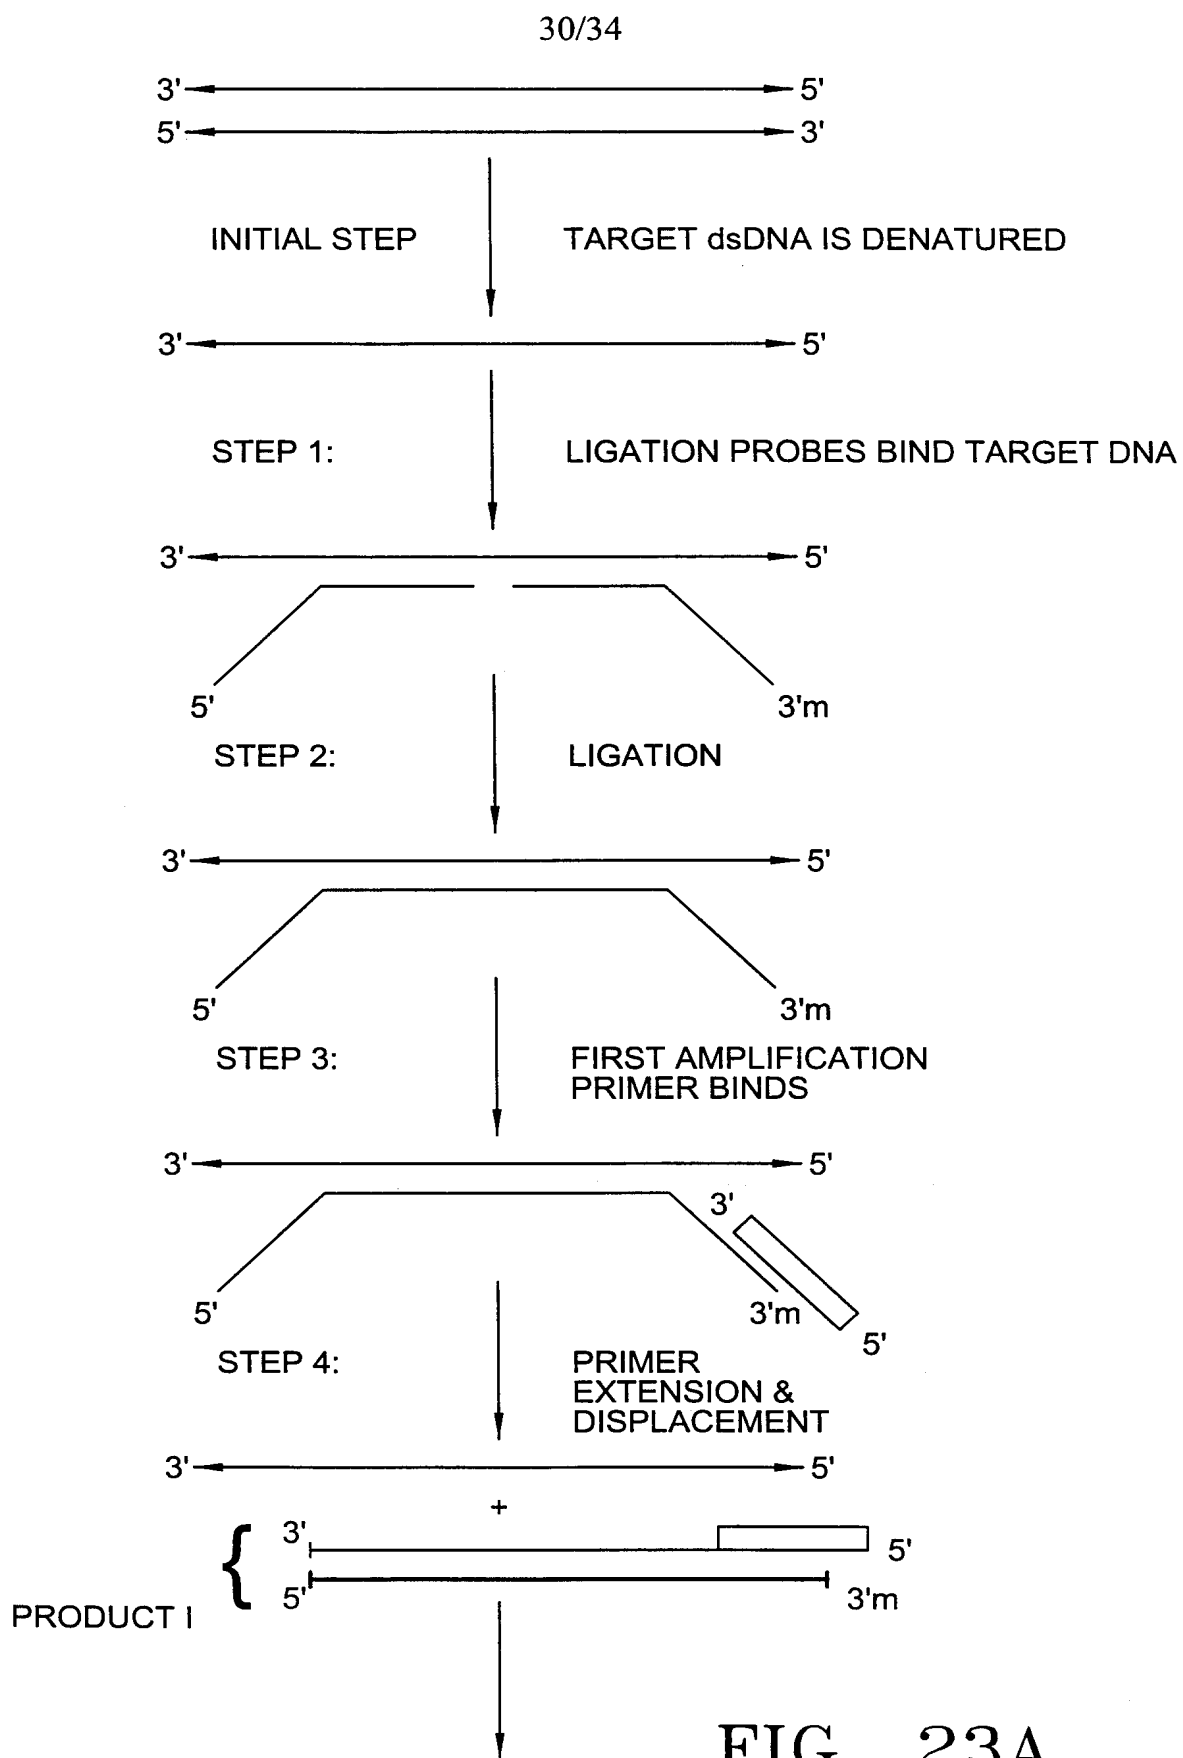 30/34
3' 5'
5' 3'
INITIAL STEP TARGET dsDNA IS DENATURED
3' 5'
STEP 1: LIGATION PROBES BIND TARGET DNA
3' 5'
5' 3'm
STEP 2: LIGATION
3' 5'
5' 3'm
STEP 3: FIRST AMPLIFICATION
PRIMER BINDS
3' 5'
3'
5' 3'm
5'
STEP 4: PRIMER
EXTENSION &
DISPLACEMENT
3' 5'
+
3' 5'
5' 3'm
PRODUCT I
FIG. 23A